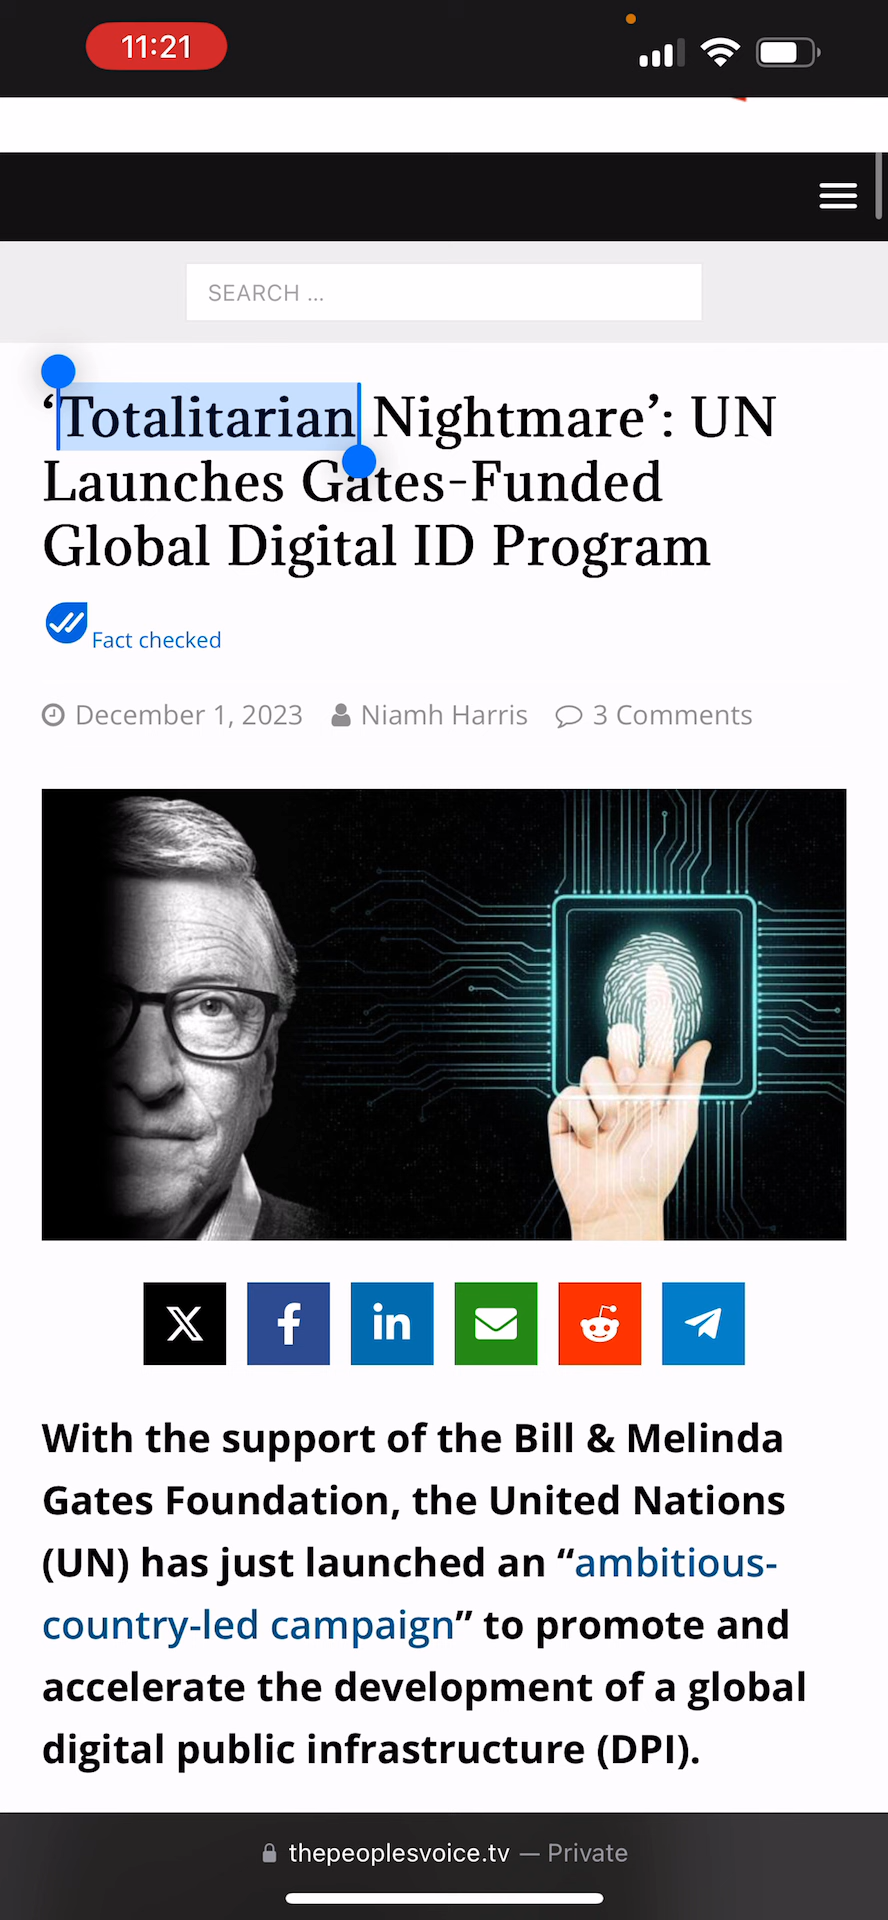 11:21
SEARCH ...
‘Totalitarian Nightmare’: UN
Launches Gates-Funded
Global Digital ID Program
Fact checked
December 1, 2023 Niamh Harris 3 Comments
With the support of the Bill & Melinda
Gates Foundation, the United Nations
(UN) has just launched an “ambitious-
country-led campaign” to promote and
accelerate the development of a global
digital public infrastructure (DPI).
thepeoplesvoice.tv — Private